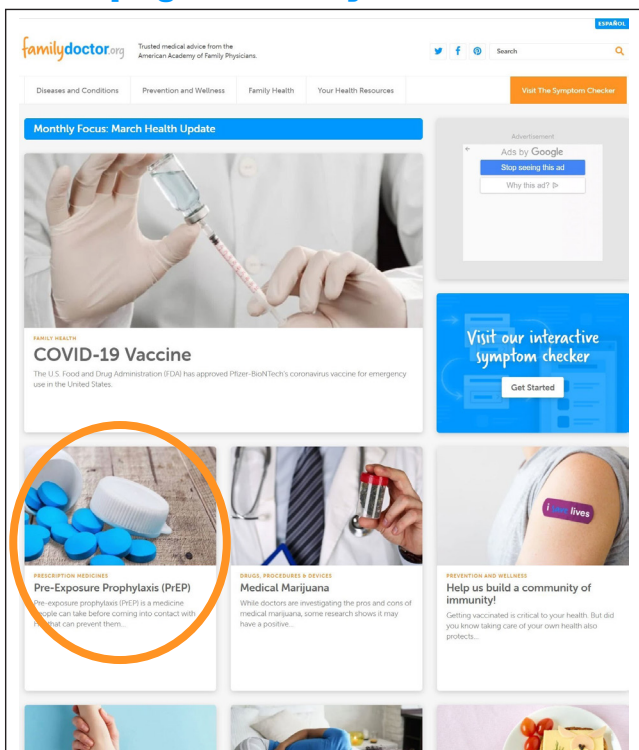 ESPAÑOL
familydoctor.org
Trusted medical advice from the
American Academy of Family Physicians.
Search
Diseases and Conditions
Prevention and Wellness
Family Health
Your Health Resources
Visit The Symptom Checker
Monthly Focus: March Health Update
Advertisement
Ads by Google
Stop seeing this ad
Why this ad?
FAMILY HEALTH
COVID-19 Vaccine
The U.S. Food and Drug Administration (FDA) has approved Pfizer-BioNTech's coronavirus vaccine for emergency
use in the United States.
Visit our interactive
symptom checker
Get Started
PRESCRIPTION MEDICINES
Pre-Exposure Prophylaxis (PrEP)
Pre-exposure prophylaxis (PrEP) is a medicine
people can take before coming into contact with
that can prevent them...
DRUGS, PROCEDURES & DEVICES
Medical Marijuana
While doctors are investigating the pros and cons of
medical marijuana, some research shows it may
have a positive...
i lives
PREVENTION AND WELLNESS
Help us build a community of
immunity!
Getting vaccinated is critical to your health. But did
you know taking care of your own health also
protects...